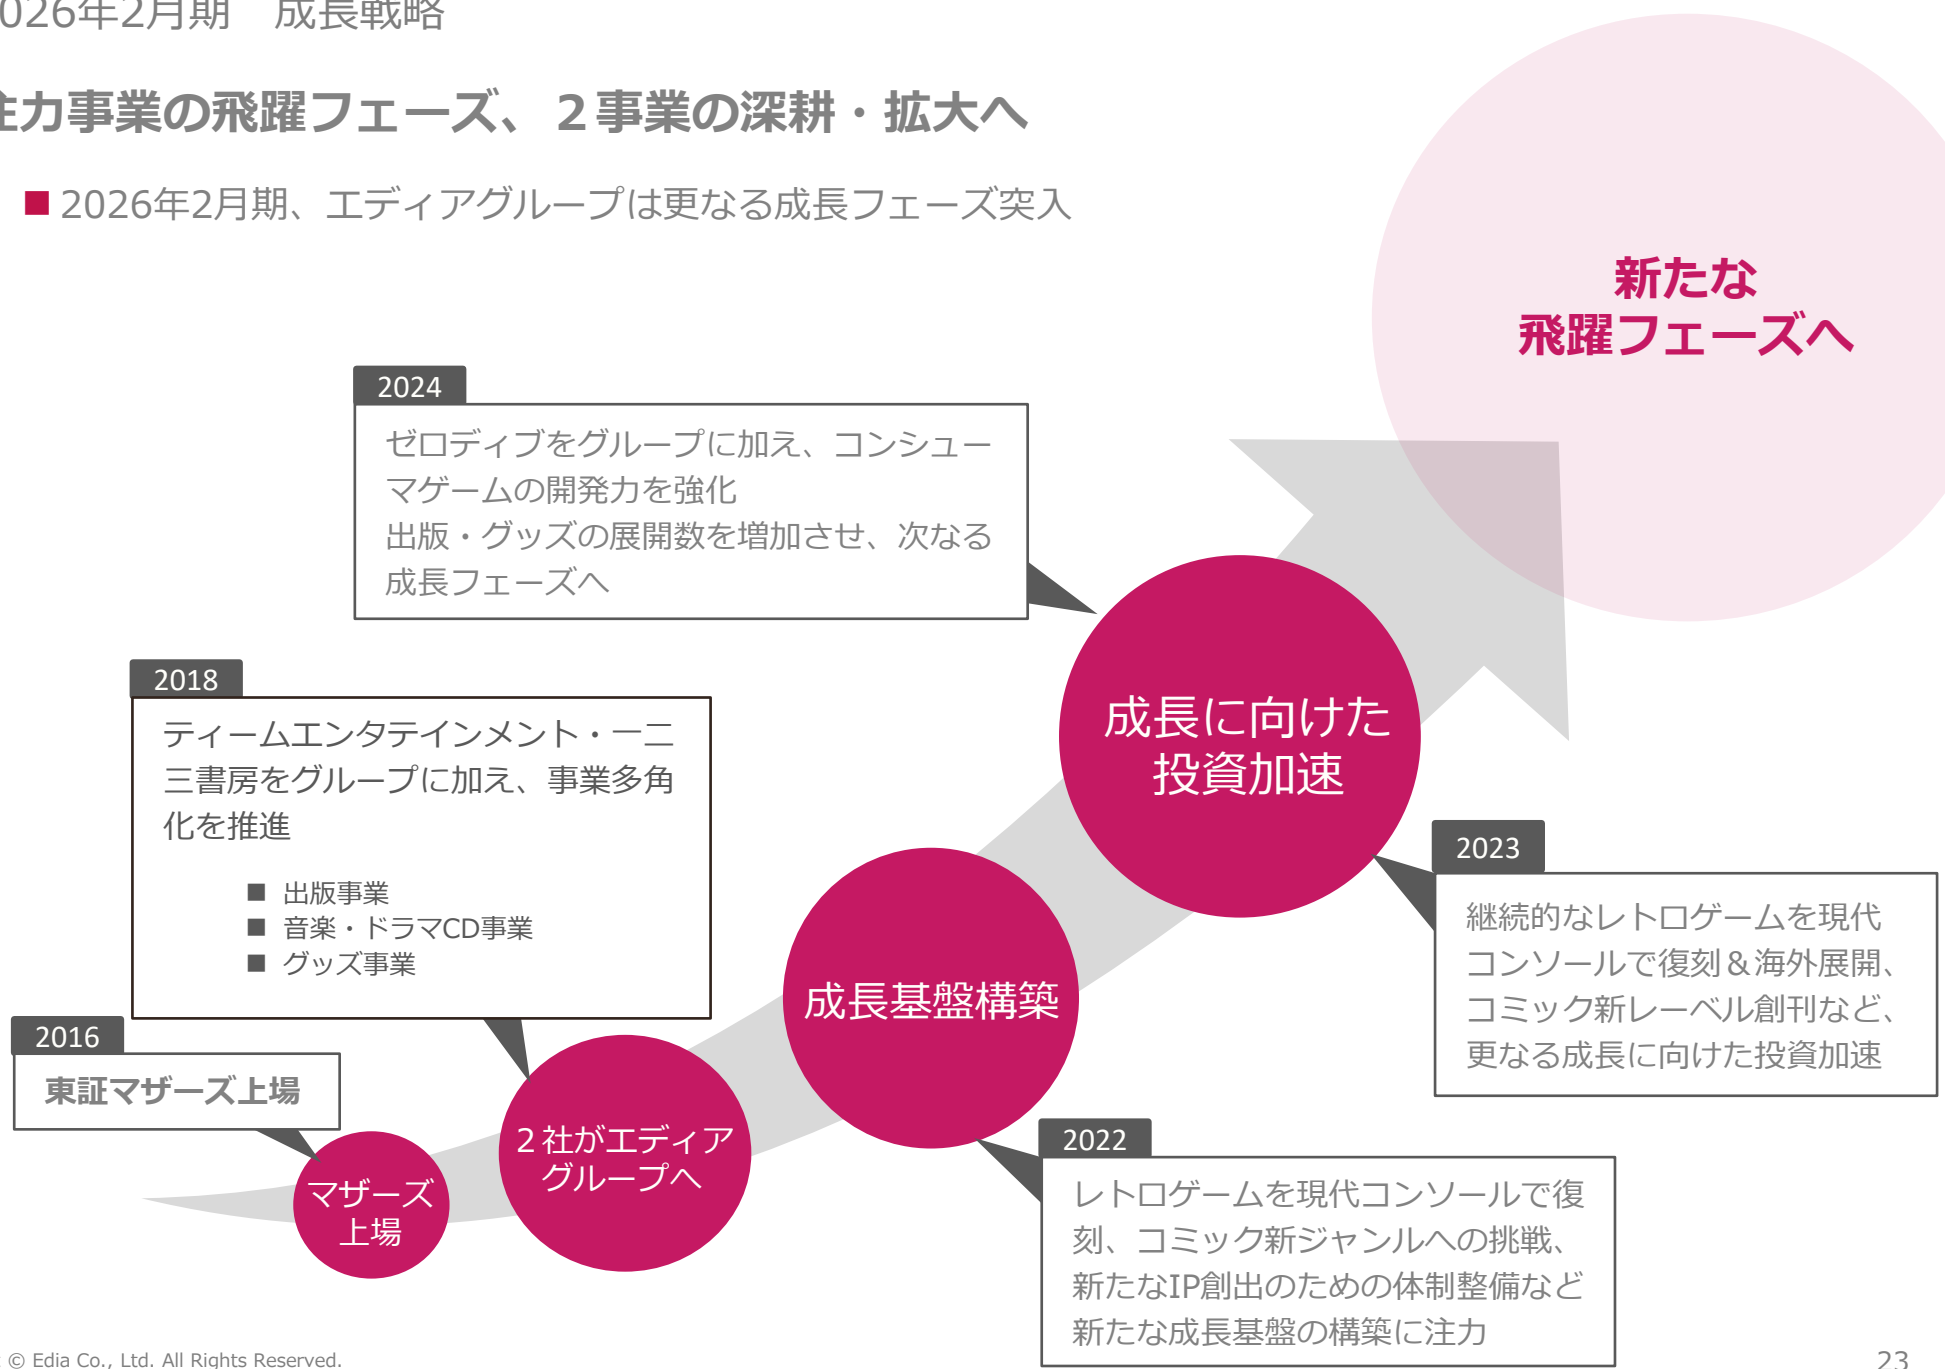 026年2月期　成長戦略
注力事業の飛躍フェーズ、２事業の深耕・拡大へ
■ 2026年2月期、エディアグループは更なる成長フェーズ突入
新たな
飛躍フェーズへ
2024
ゼロディブをグループに加え、コンシュー
マゲームの開発力を強化
出版・グッズの展開数を増加させ、次なる
成長フェーズへ
2018
ティームエンタテインメント・一二
三書房をグループに加え、事業多角
化を推進
■ 出版事業
■ 音楽・ドラマCD事業
■ グッズ事業
2016
東証マザーズ上場
マザーズ
上場
２社がエディア
グループへ
成長基盤構築
成長に向けた
投資加速
2023
継続的なレトロゲームを現代
コンソールで復刻＆海外展開、
コミック新レーベル創刊など、
更なる成長に向けた投資加速
2022
レトロゲームを現代コンソールで復
刻、コミック新ジャンルへの挑戦、
新たなIP創出のための体制整備など
新たな成長基盤の構築に注力
© Edia Co., Ltd. All Rights Reserved.
23